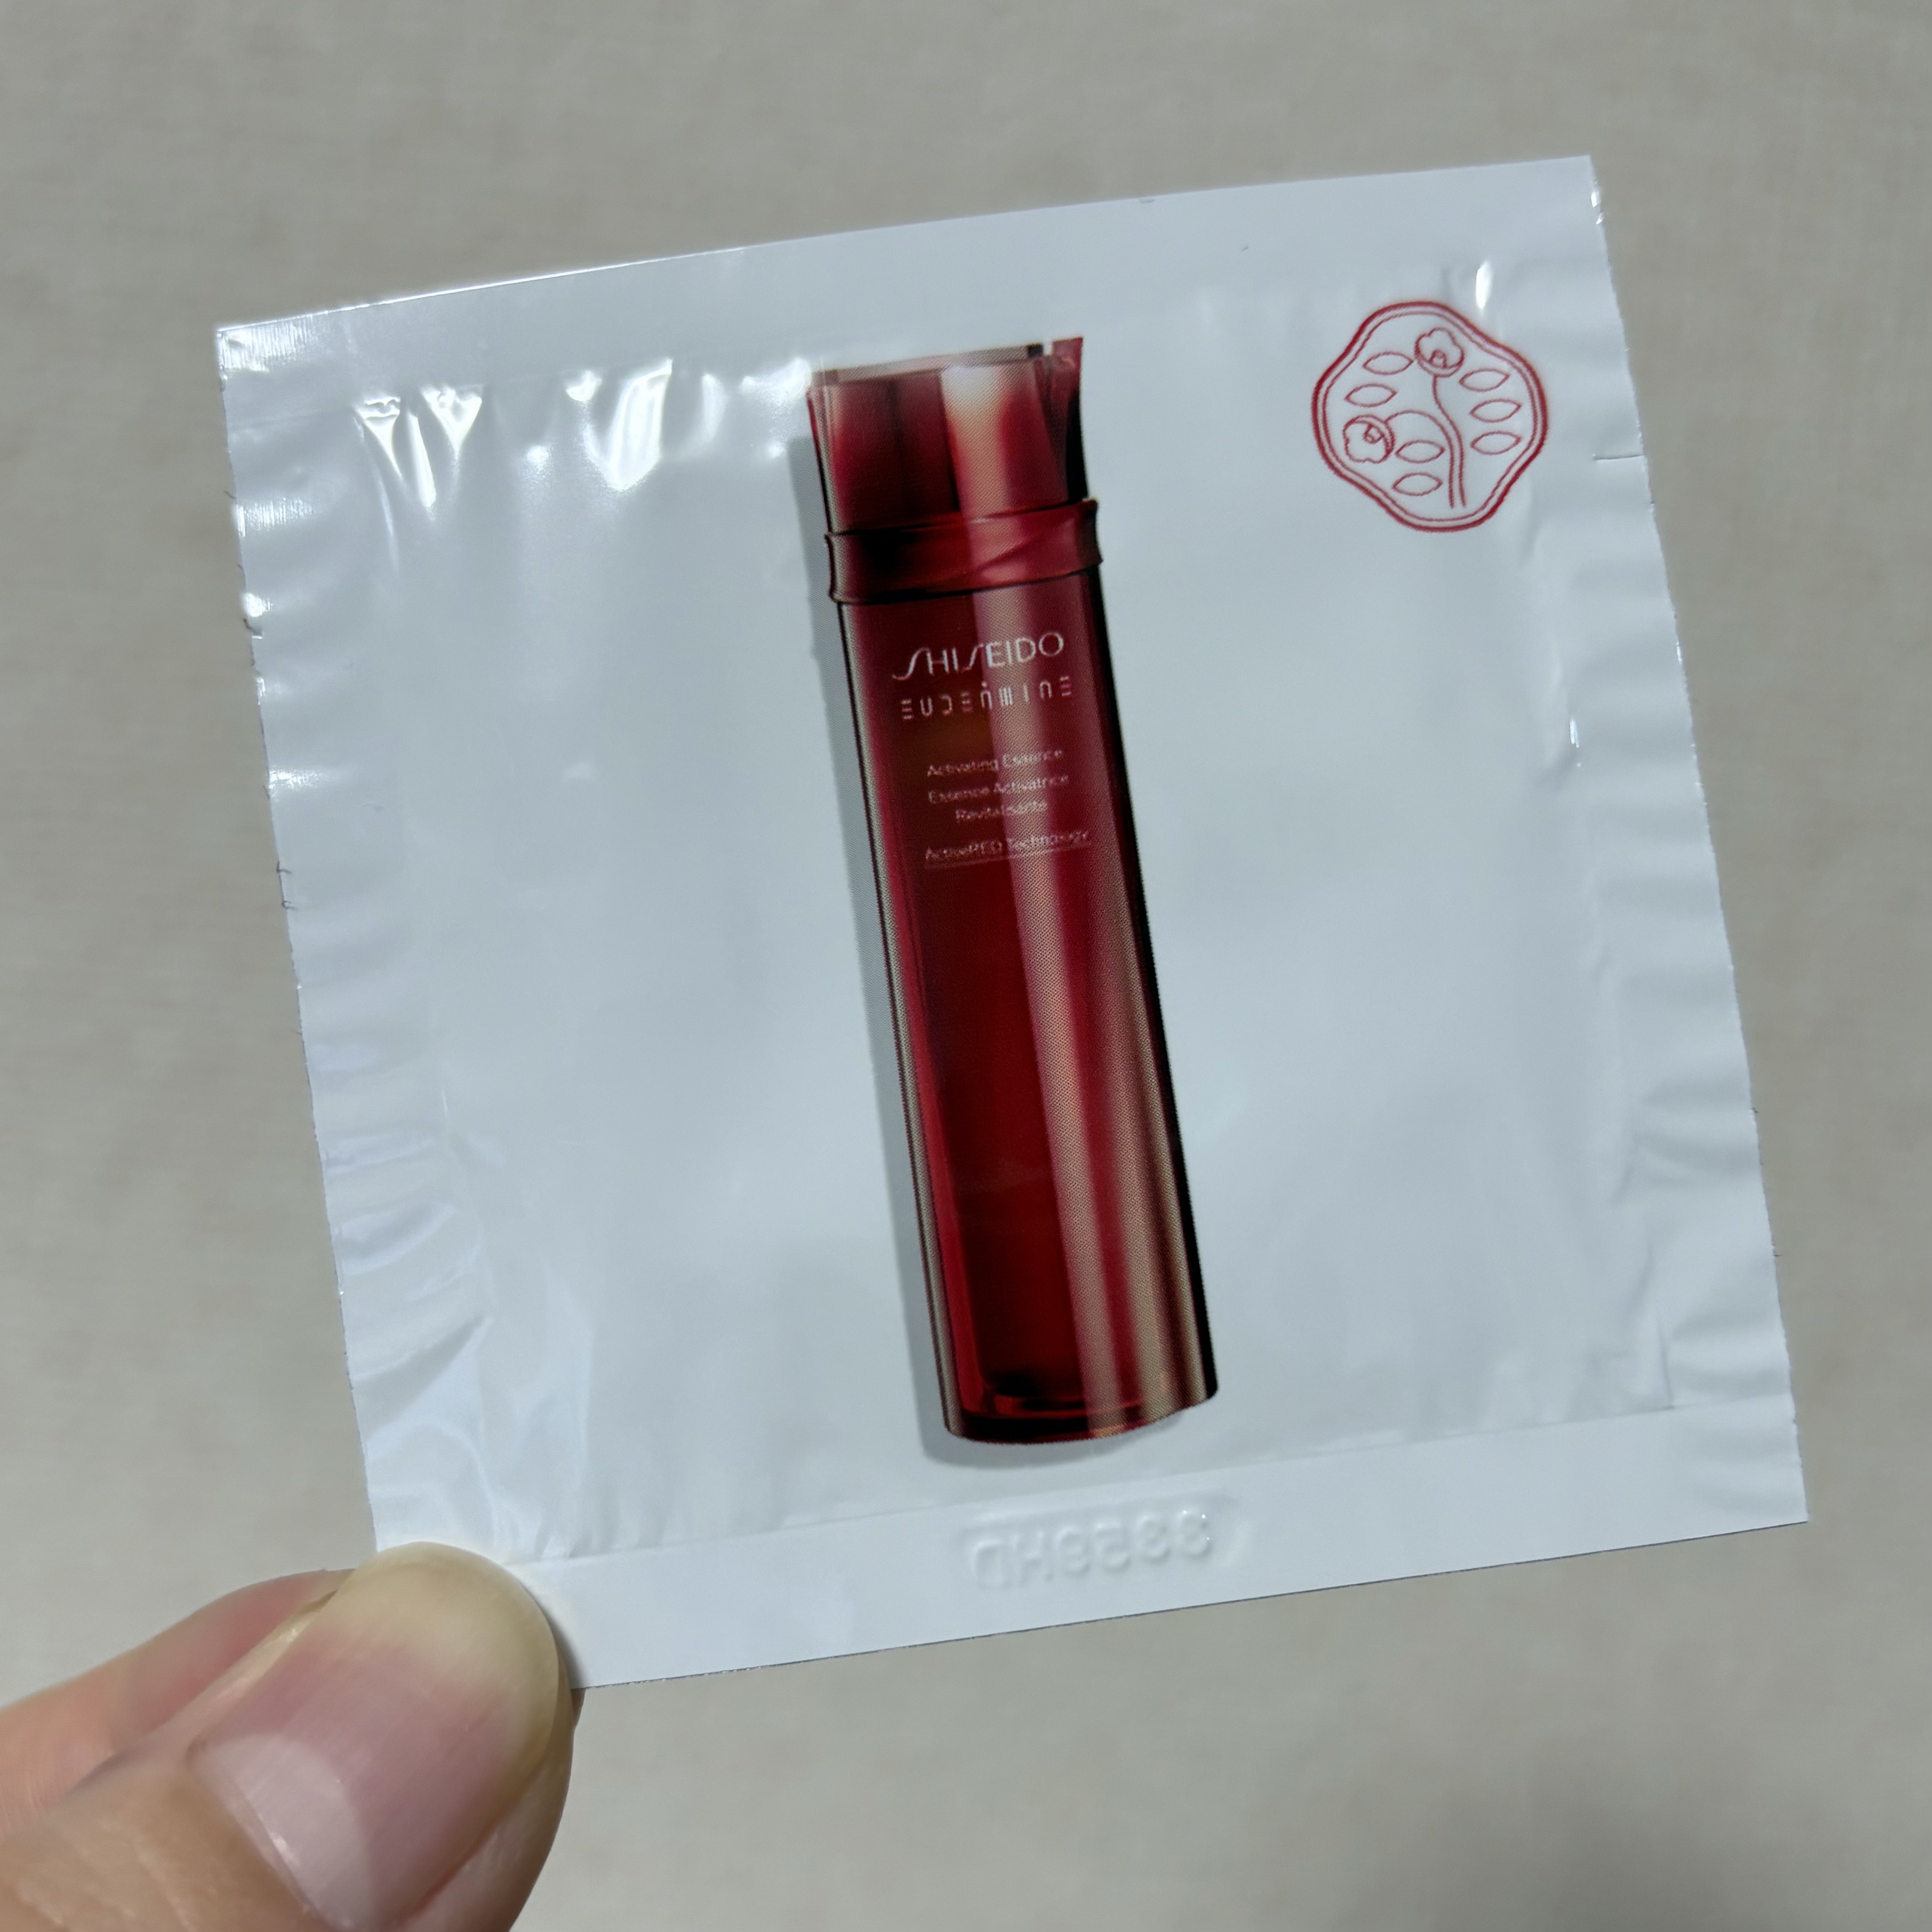 SHISEIDO
EUDERMINE
Activating Essence
Essence Activatrice
Revitalisante
ActiveRED Technology